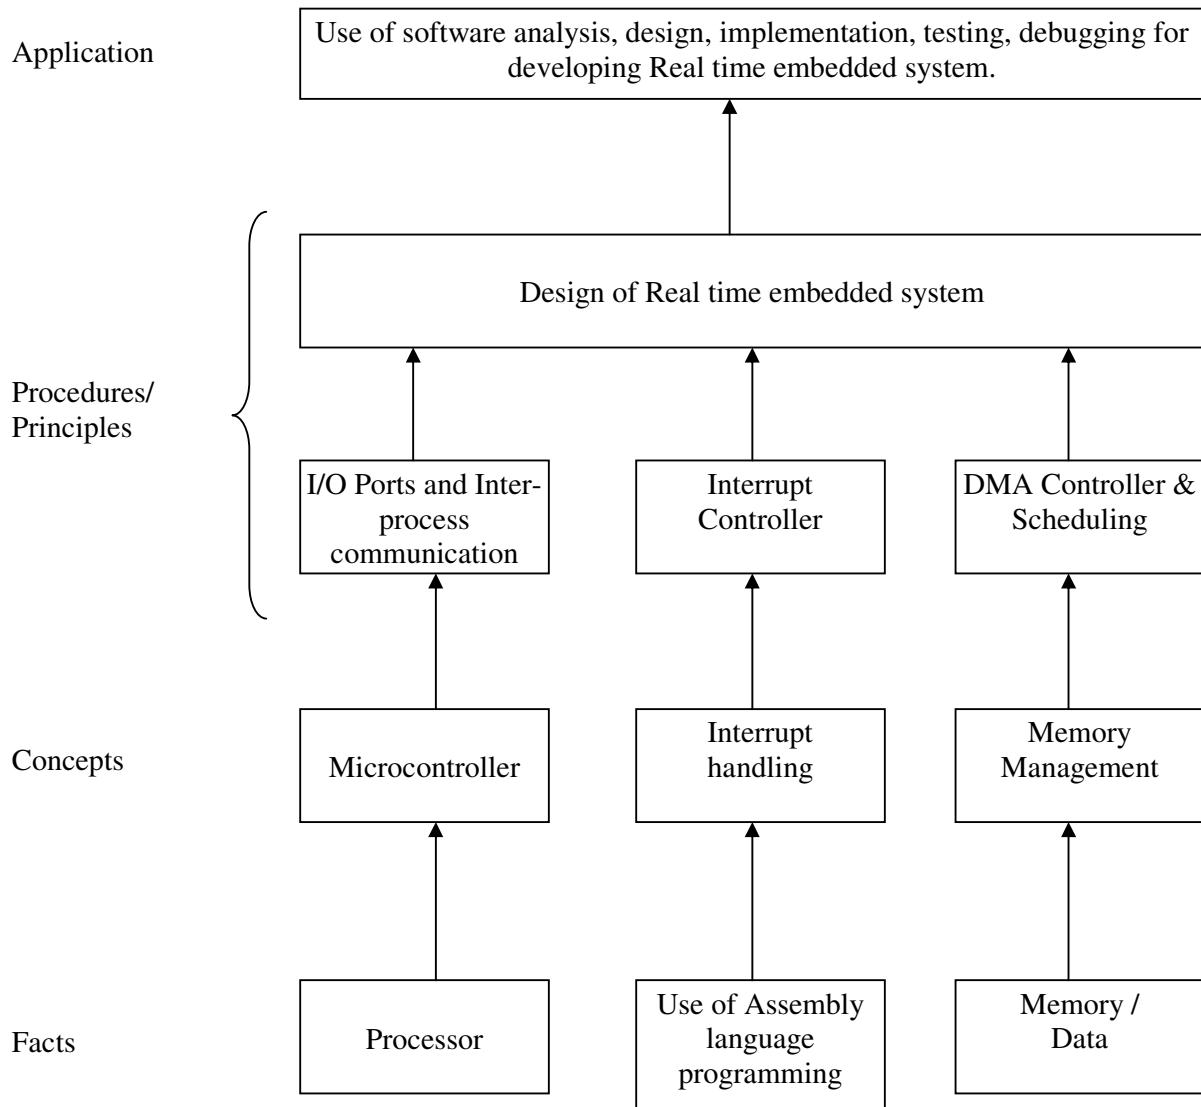 Application
Use of software analysis, design, implementation, testing, debugging for
developing Real time embedded system.
Design of Real time embedded system
Procedures/
Principles
I/O Ports and Inter-
process
communication
Interrupt
Controller
DMA Controller &
Scheduling
Concepts
Microcontroller
Interrupt
handling
Memory
Management
Facts
Processor
Use of Assembly
language
programming
Memory /
Data